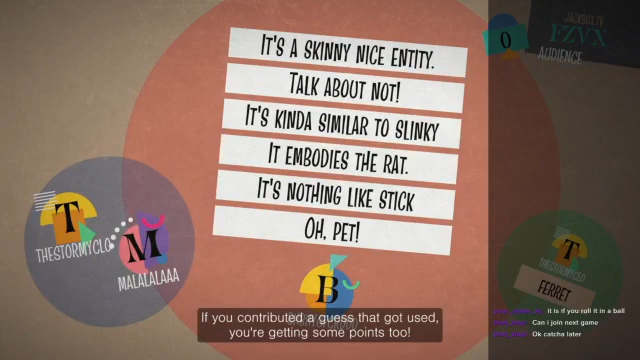 IT'S A SKINNY NICE ENTITY.
TALK ABOUT NOT!
IT'S KINDA SIMILAR TO SLINKY
IT EMBODIES THE RAT.
IT'S NOTHING LIKE STICK
OH, PET!
JACKBOX.TV
FZVX
0
AUDIENCE
T
THESTORMYCLO
M
MALALALAAA
B
T
THESTORMYCLO
FERRET
If you contributed a guess that got used,
you're getting some points too!
it is if you roll it in a ball
Can i join next game
Ok catcha later